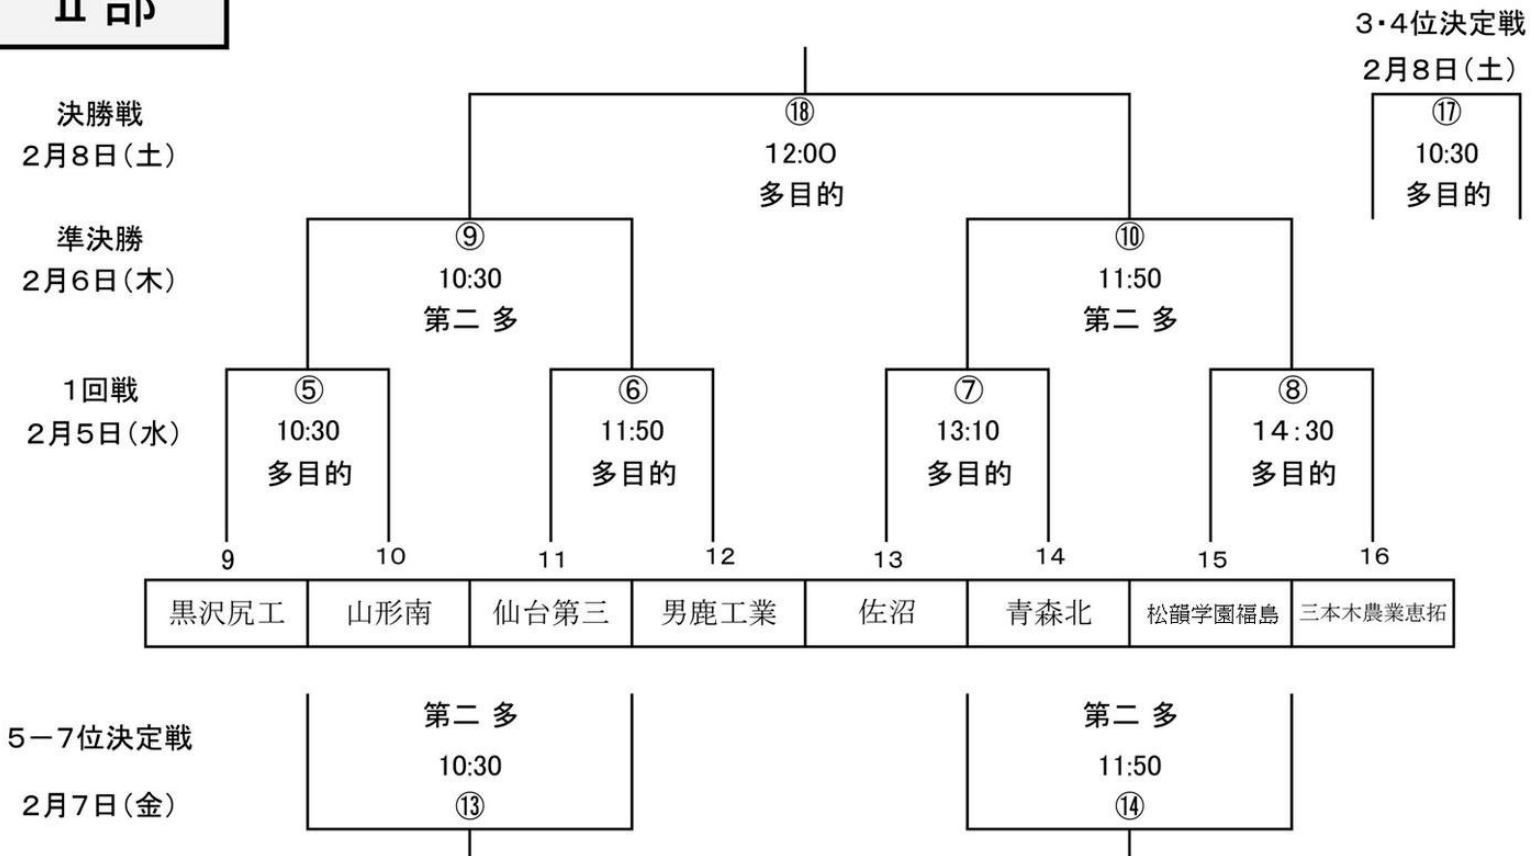 Ⅱ部
3・4位決定戦
2月8日(土)
⑰
10:30
多目的
決勝戦
2月8日(土)
⑱
12:00
多目的
準決勝
2月6日(木)
⑨
10:30
第二 多
⑩
11:50
第二 多
1回戦
2月5日(水)
⑤
10:30
多目的
⑥
11:50
多目的
⑦
13:10
多目的
⑧
14:30
多目的
9 10 11 12 13 14 15 16
黒沢尻工 山形南 仙台第三 男鹿工業 佐沼 青森北 松韻学園福島 三本木農業恵拓
5-7位決定戦
2月7日(金)
第二 多
10:30
⑬
第二 多
11:50
⑭